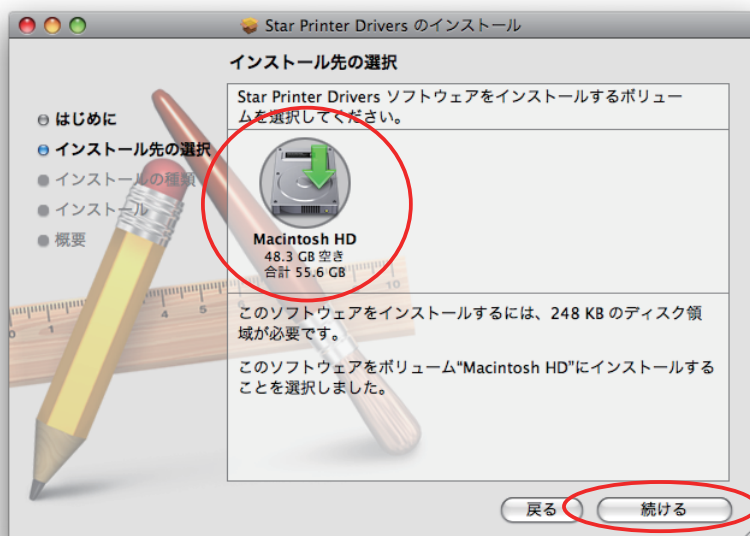 Star Printer Drivers のインストール
インストール先の選択
Star Printer Drivers ソフトウェアをインストールするボリュー
ムを選択してください。
はじめに
インストール先の選択
インストールの種類
インストール
概要
Macintosh HD
48.3 GB 空き
合計 55.6 GB
1
4
5
10
このソフトウェアをインストールするには、248 KB のディスク領
域が必要です。
このソフトウェアをボリューム“Macintosh HD”にインストールする
ことを選択しました。
戻る
続ける